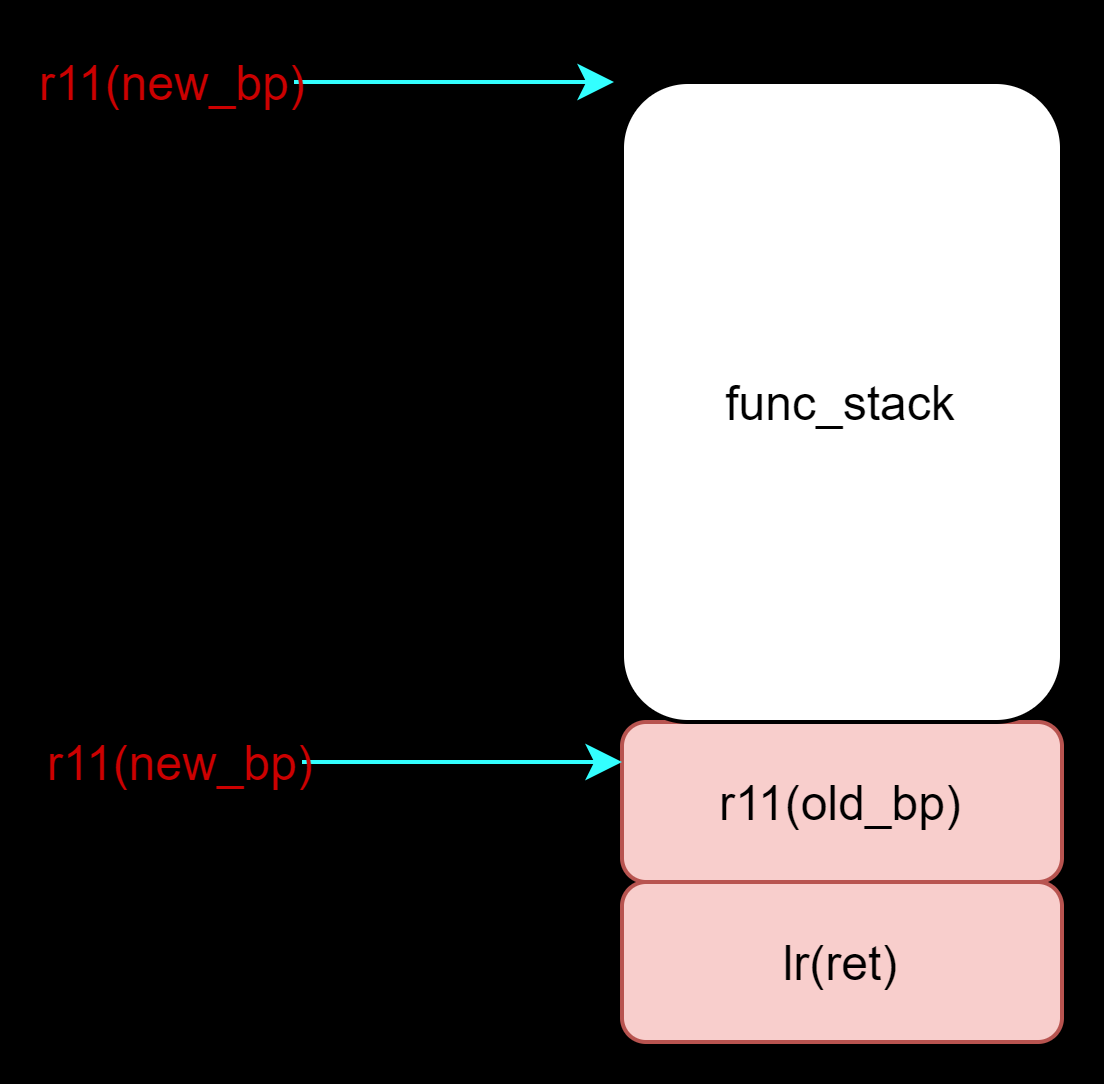 r11(new_bp)
func_stack
r11(new_bp)
r11(old_bp)
lr(ret)